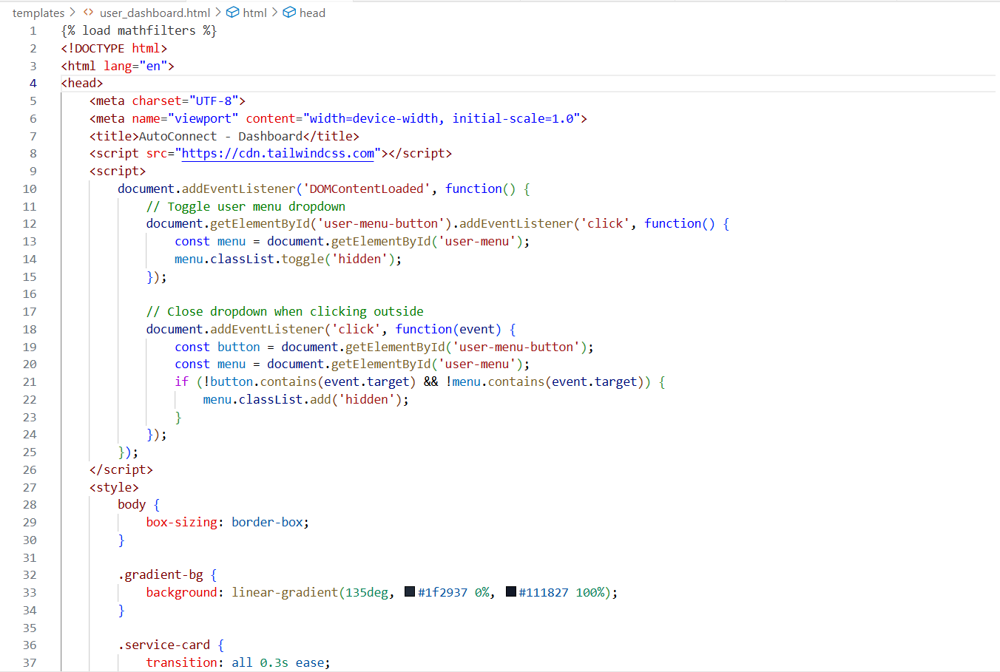 templates > <> user_dashboard.html > html > head
1 {% load mathfilters %}
2 <!DOCTYPE html>
3 <html lang="en">
4 <head>
5     <meta charset="UTF-8">
6     <meta name="viewport" content="width=device-width, initial-scale=1.0">
7     <title>AutoConnect - Dashboard</title>
8     <script src="https://cdn.tailwindcss.com"></script>
9     <script>
10         document.addEventListener('DOMContentLoaded', function() {
11             // Toggle user menu dropdown
12             document.getElementById('user-menu-button').addEventListener('click', function() {
13                 const menu = document.getElementById('user-menu');
14                 menu.classList.toggle('hidden');
15             });
16
17             // Close dropdown when clicking outside
18             document.addEventListener('click', function(event) {
19                 const button = document.getElementById('user-menu-button');
20                 const menu = document.getElementById('user-menu');
21                 if (!button.contains(event.target) && !menu.contains(event.target)) {
22                     menu.classList.add('hidden');
23                 }
24             });
25         });
26     </script>
27     <style>
28         body {
29             box-sizing: border-box;
30         }
31
32         .gradient-bg {
33             background: linear-gradient(135deg, #1f2937 0%, #111827 100%);
34         }
35
36         .service-card {
37             transition: all 0.3s ease;